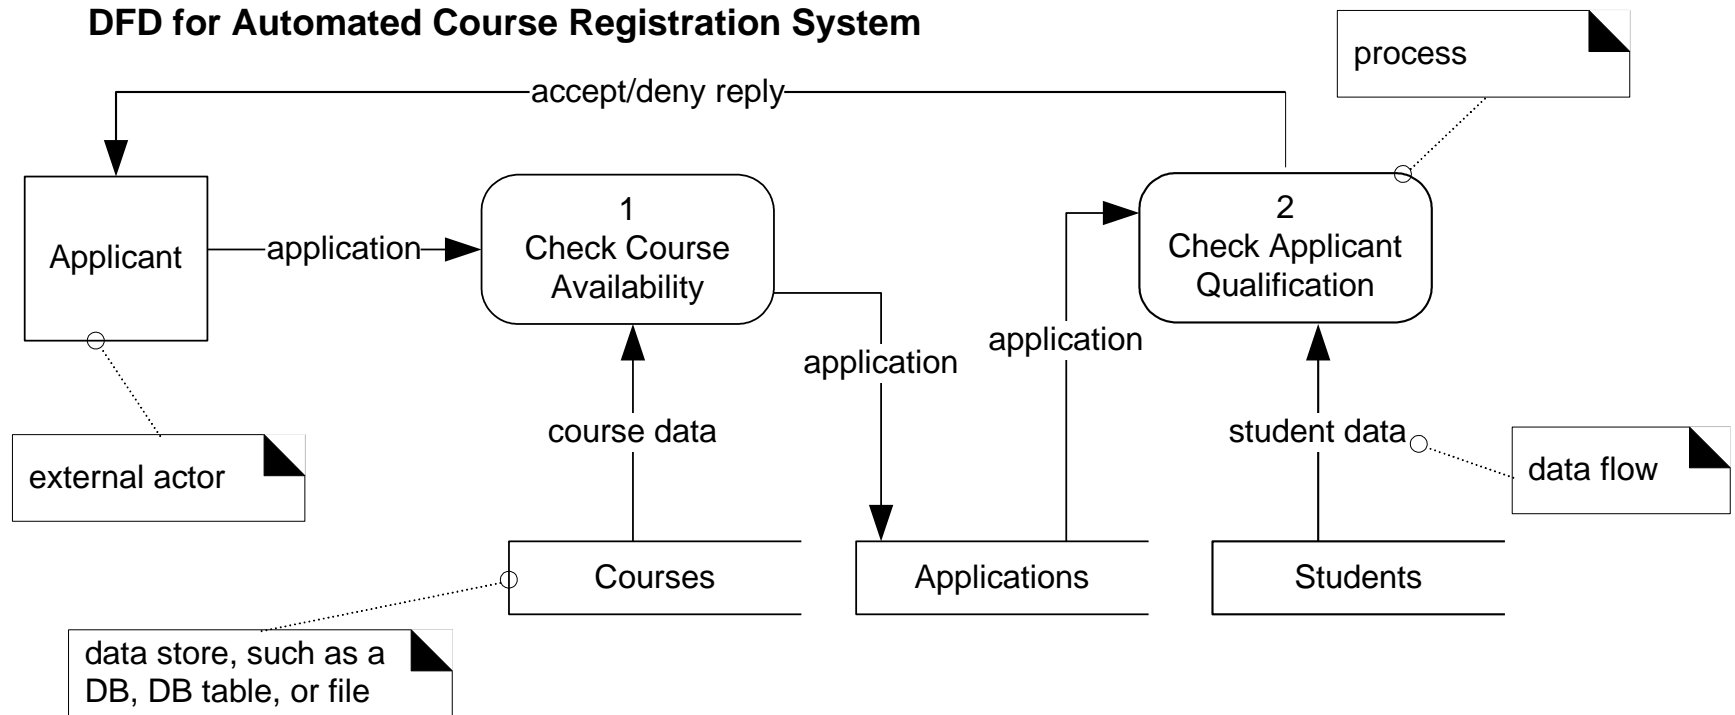 DFD for Automated Course Registration System
process
accept/deny reply
Applicant
application
1
Check Course
Availability
2
Check Applicant
Qualification
application
application
course data
student data
external actor
data flow
Courses
Applications
Students
data store, such as a
DB, DB table, or file